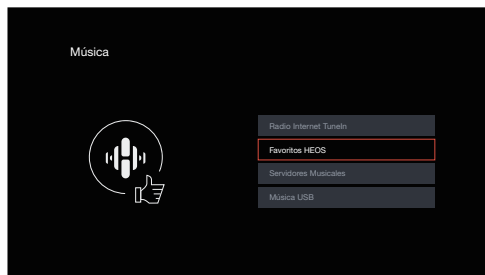 Música
Radio Internet TuneIn
Favoritos HEOS
Servidores Musicales
Música USB